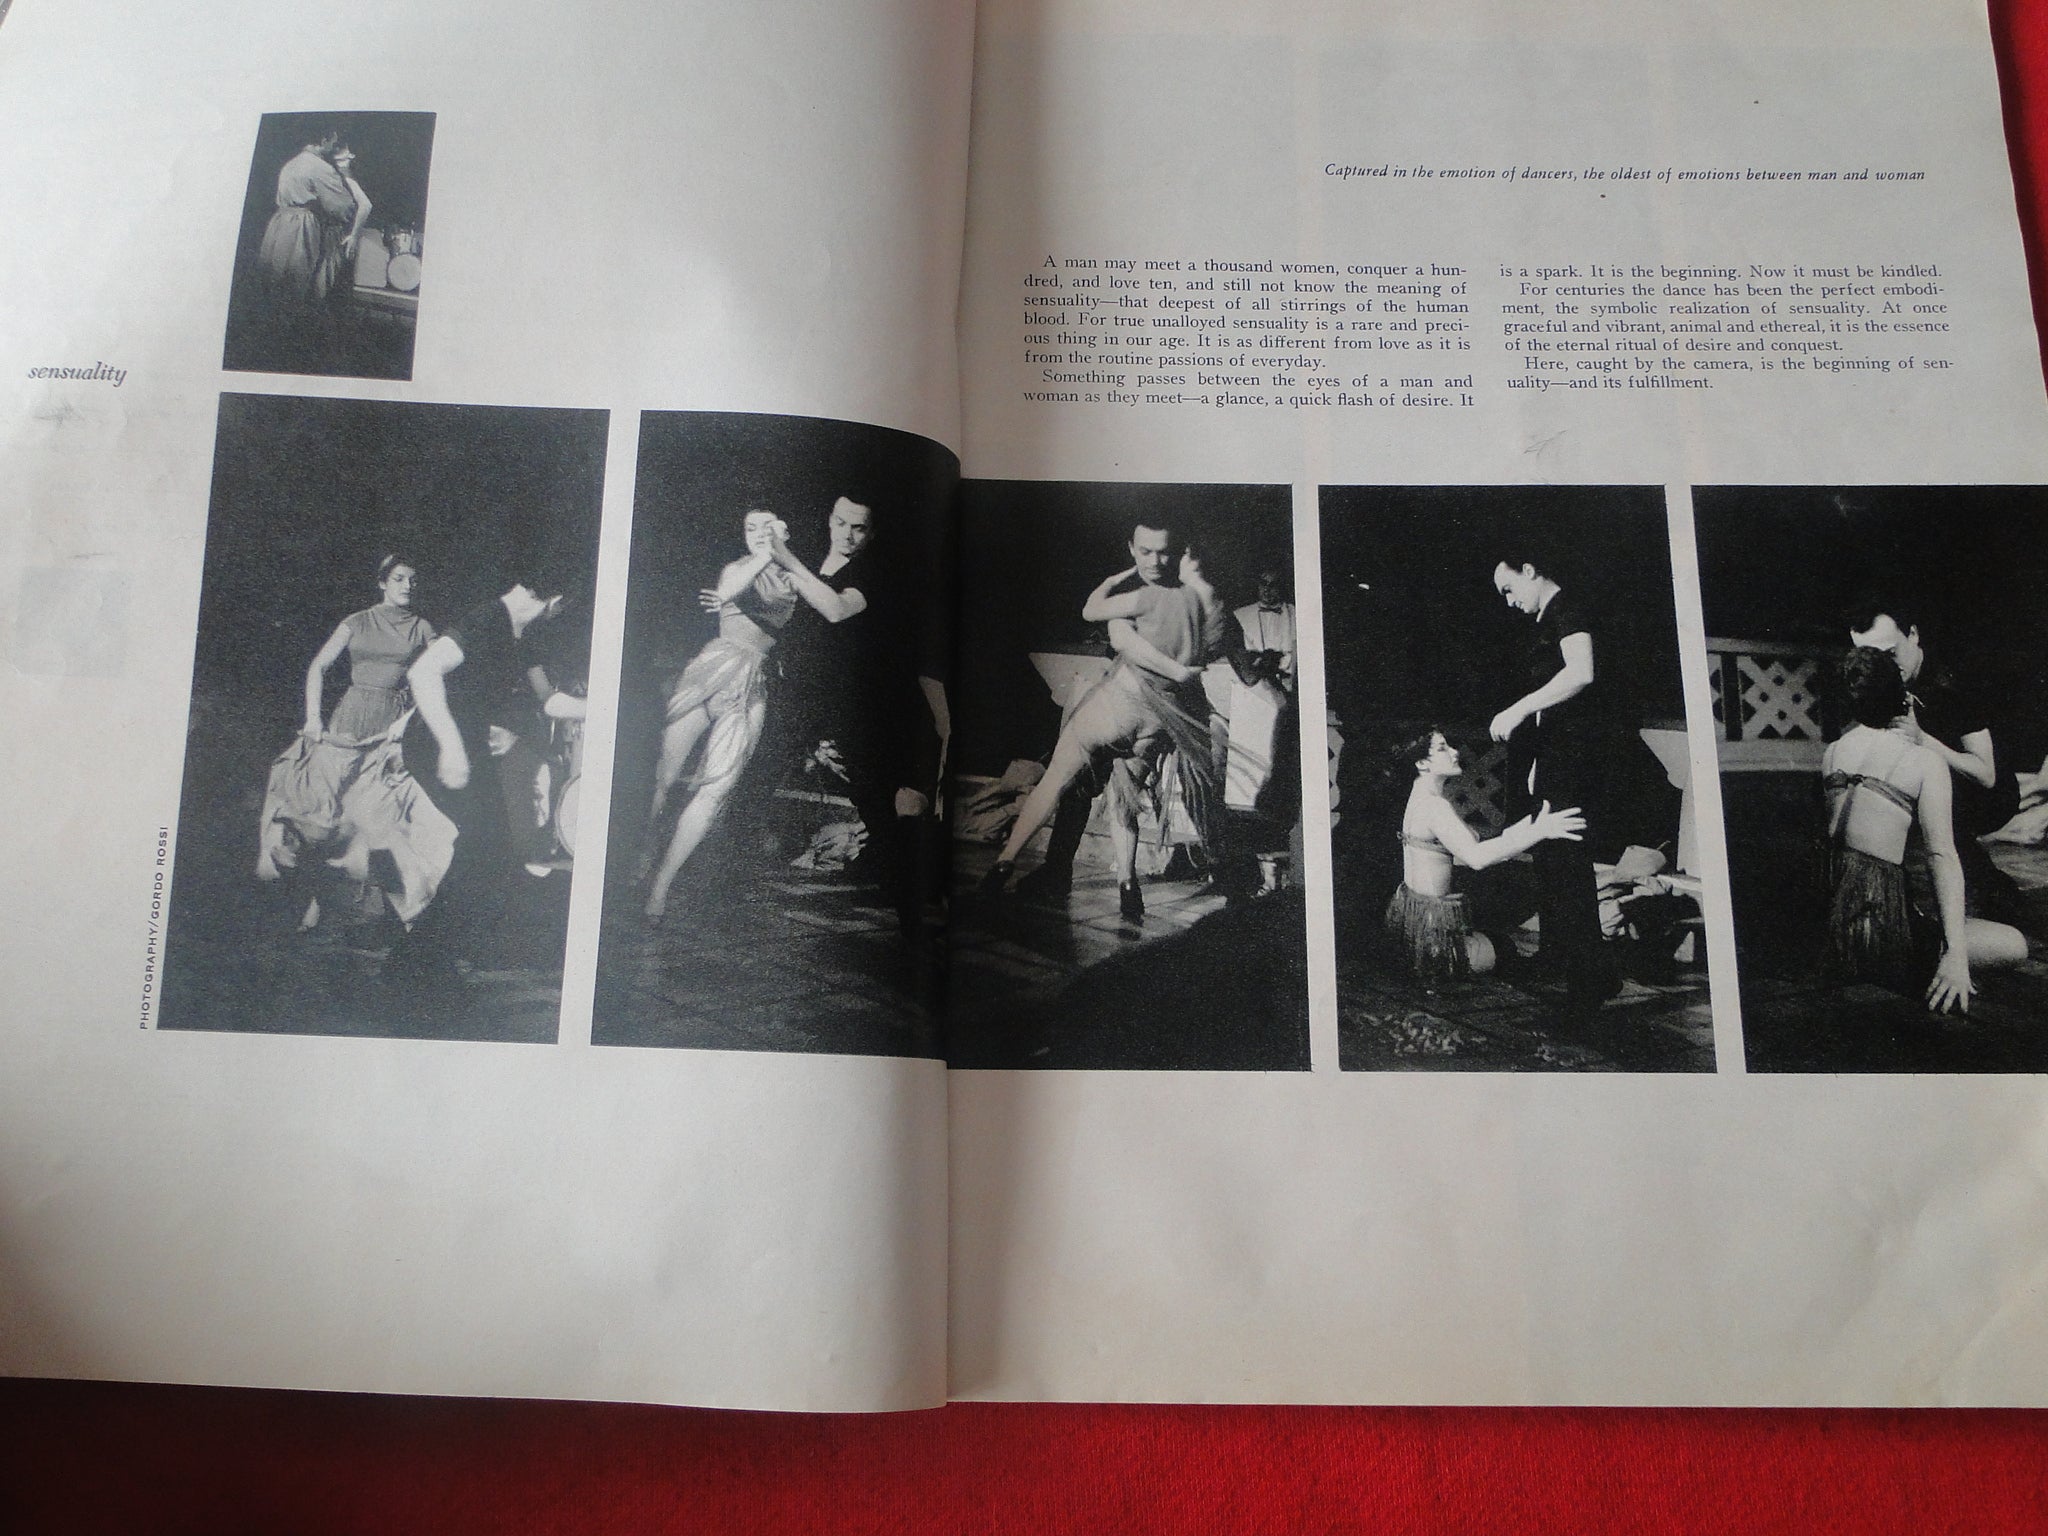 sensuality
PHOTOGRAPHY/GORDO ROSSI
Captured in the emotion of dancers, the oldest of emotions between man and woman
A man may meet a thousand women, conquer a hun-
dred, and love ten, and still not know the meaning of
sensuality—that deepest of all stirrings of the human
blood. For true unalloyed sensuality is a rare and preci-
ous thing in our age. It is as different from love as it is
from the routine passions of everyday.
Something passes between the eyes of a man and
woman as they meet—a glance, a quick flash of desire. It
is a spark. It is the beginning. Now it must be kindled.
For centuries the dance has been the perfect embodi-
ment, the symbolic realization of sensuality. At once
graceful and vibrant, animal and ethereal, it is the essence
of the eternal ritual of desire and conquest.
Here, caught by the camera, is the beginning of sen-
suality—and its fulfillment.